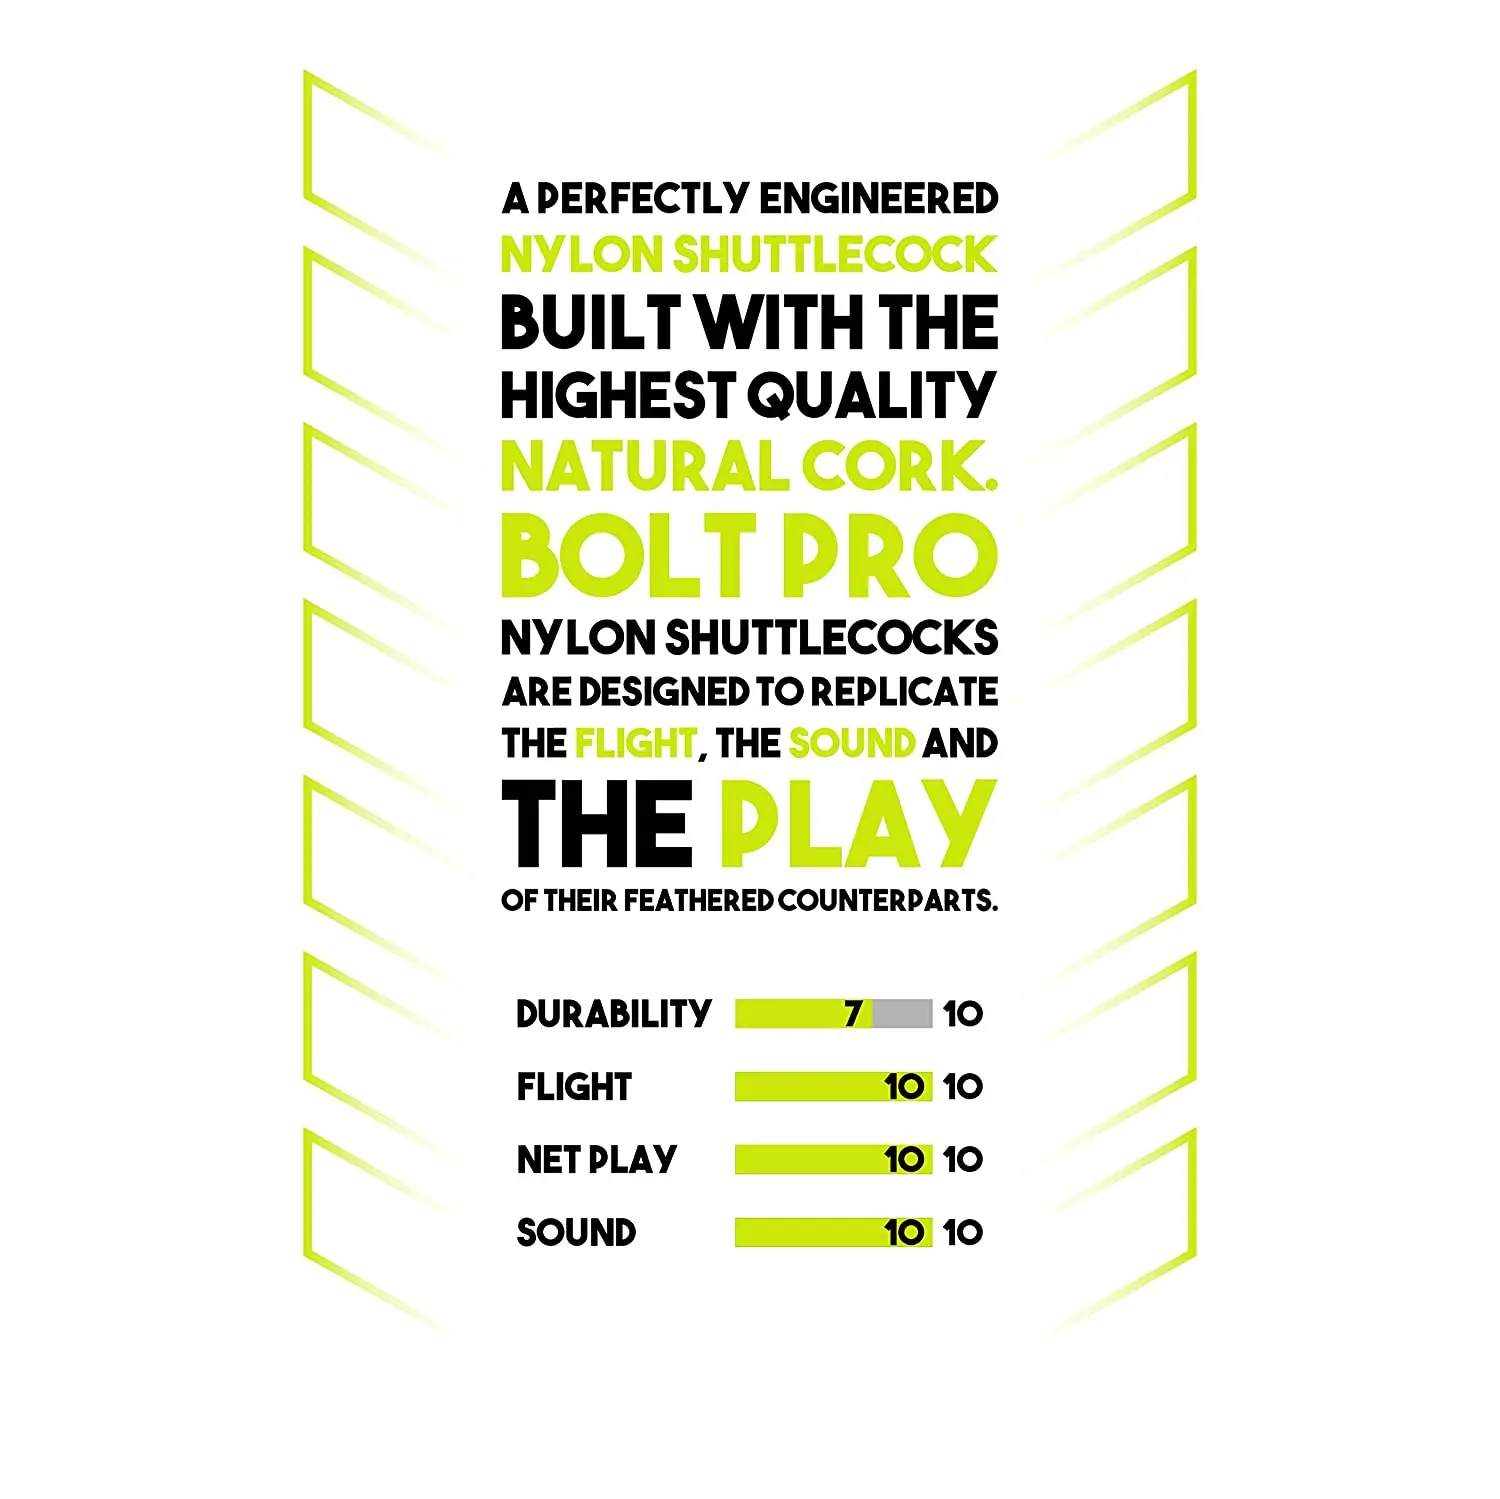 A PERFECTLY ENGINEERED
NYLON SHUTTLECOCK
BUILT WITH THE
HIGHEST QUALITY
NATURAL CORK.
BOLT PRO
NYLON SHUTTLECOCKS
ARE DESIGNED TO REPLICATE
THE FLIGHT, THE SOUND AND
THE PLAY
OF THEIR FEATHERED COUNTERPARTS.
DURABILITY 7 10
FLIGHT 10 10
NET PLAY 10 10
SOUND 10 10